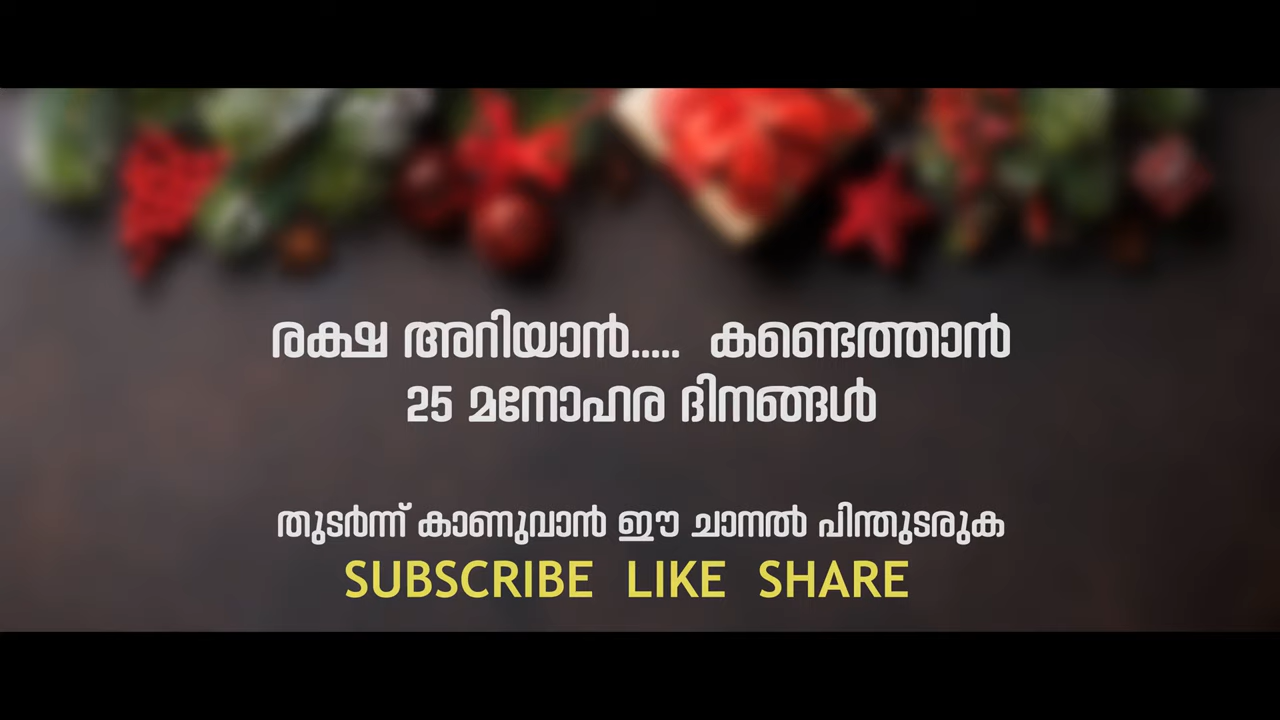 രക്ഷ അറിയാൻ..... കണ്ടെത്താൻ
25 മനോഹര ദിനങ്ങൾ
തുടർന്ന് കാണുവാൻ ഈ ചാനൽ പിന്തുടരുക
SUBSCRIBE LIKE SHARE